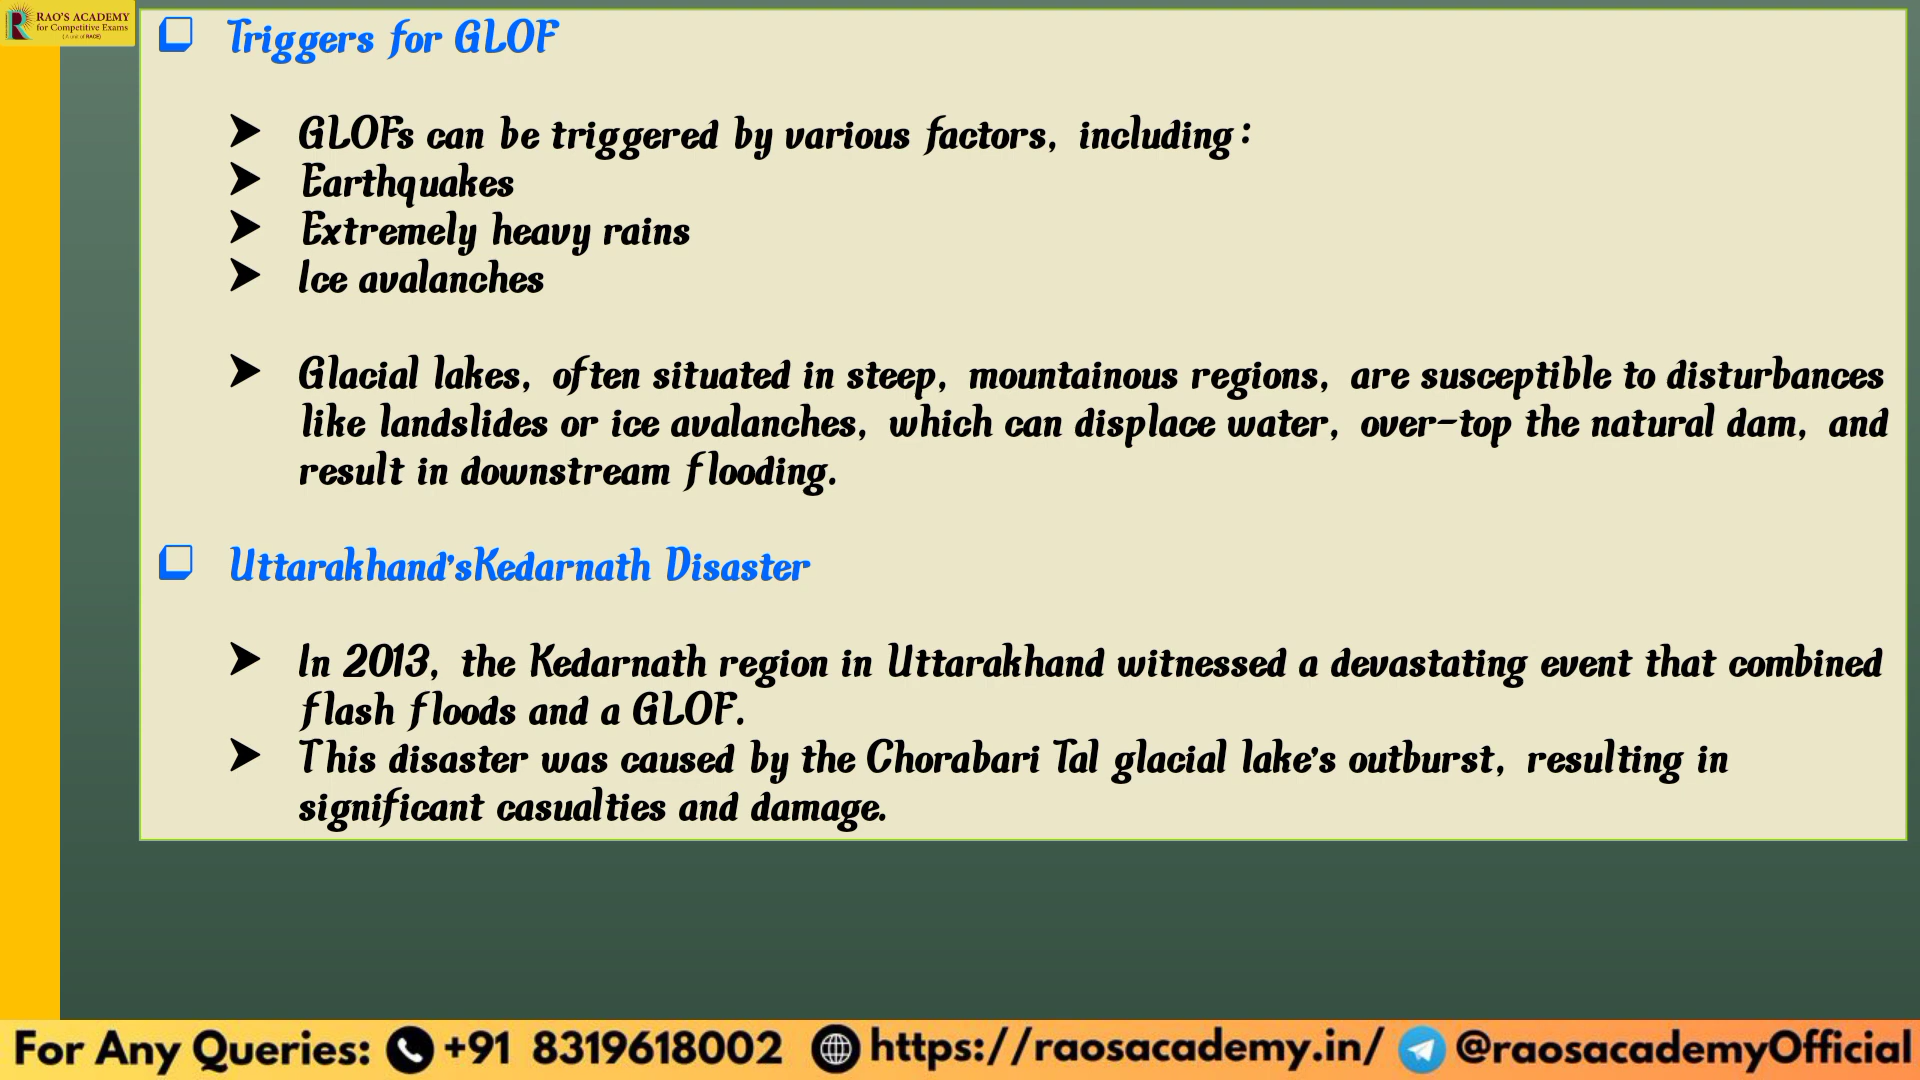 RAO'S ACADEMY
for Competitive Exams
(A unit of RACE)
❑ Triggers for GLOF
➤ GLOFs can be triggered by various factors, including:
➤ Earthquakes
➤ Extremely heavy rains
➤ Ice avalanches
➤ Glacial lakes, often situated in steep, mountainous regions, are susceptible to disturbances
like landslides or ice avalanches, which can displace water, over-top the natural dam, and
result in downstream flooding.
❑ Uttarakhand'sKedarnath Disaster
➤ In 2013, the Kedarnath region in Uttarakhand witnessed a devastating event that combined
flash floods and a GLOF.
➤ This disaster was caused by the Chorabari Tal glacial lake's outburst, resulting in
significant casualties and damage.
For Any Queries: +91 8319618002 https://raosacademy.in/ @raosacademyOfficial